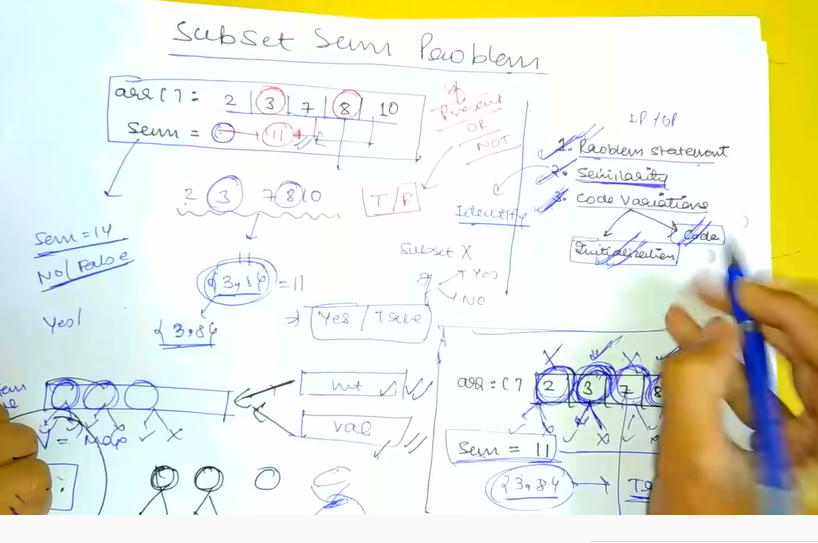 Subset Sum Problem
arr[]: 2 3 7 8 10
Sum = 11
Present
OR
NOT
T/F
Identify
2 3 7 8 10
{3,8} = 11
{3,8}
Sum=14
No/False
Yes/
Subset X
Yes
NO
Yes / True
IP/OP
1. Problem statement
2. Similarity
3. Code Variations
Initialization
Code
wt
val
W = Max
arr: [] 2 3 7 8
Sum = 11
{3,8}